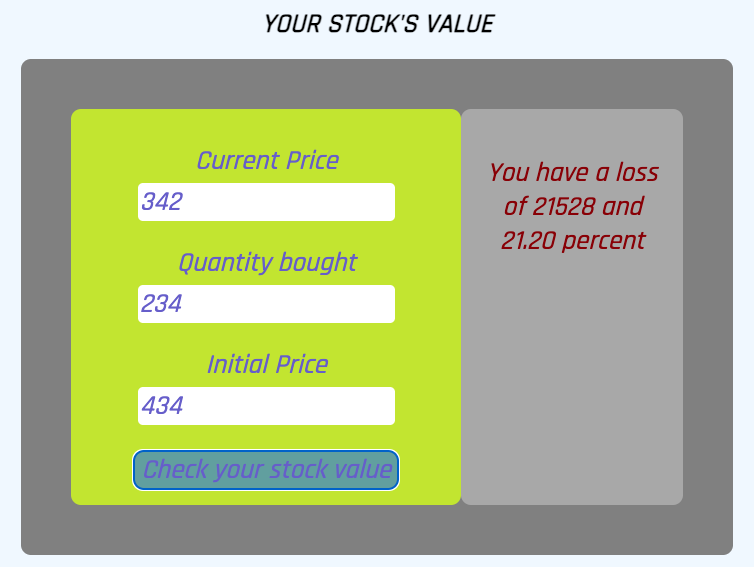 YOUR STOCK'S VALUE
Current Price
342
Quantity bought
234
Initial Price
434
Check your stock value
You have a loss
of 21528 and
21.20 percent